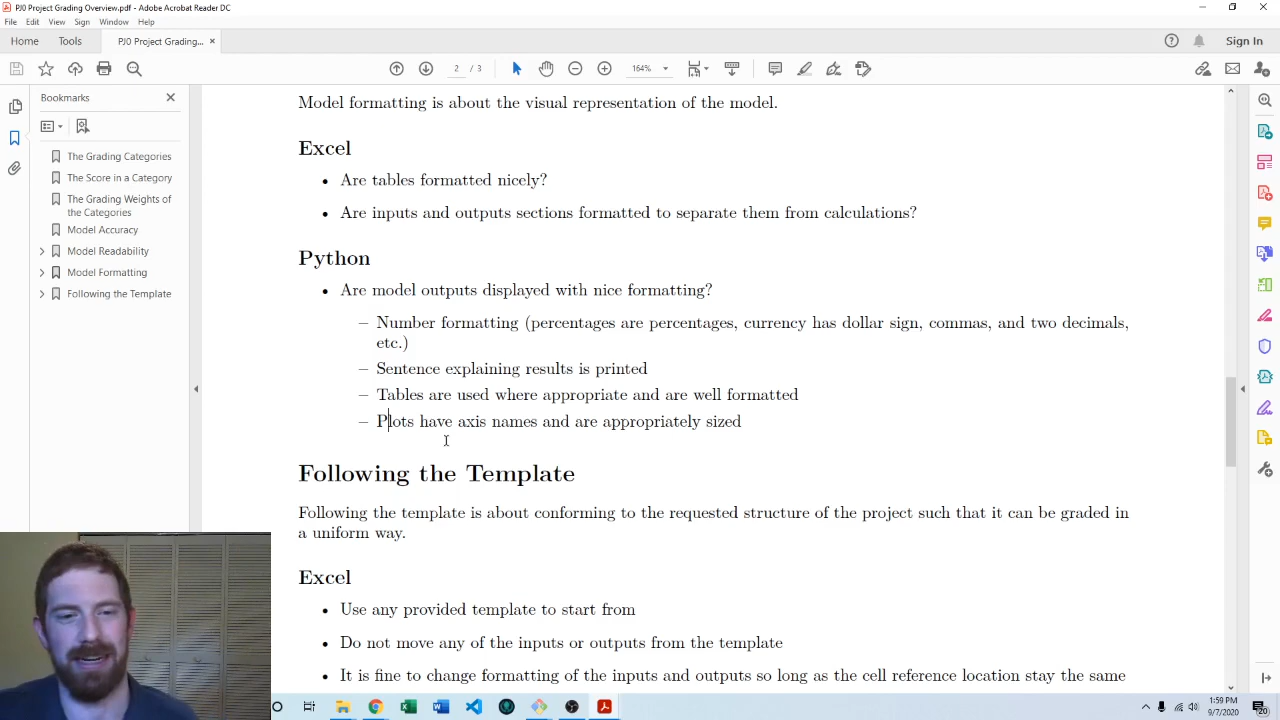 PJ0 Project Grading Overview.pdf - Adobe Acrobat Reader DC
File Edit View Sign Window Help
Home Tools PJ0 Project Grading... × Sign In
2 / 3 164%
Bookmarks
The Grading Categories
The Score in a Category
The Grading Weights of
the Categories
Model Accuracy
Model Readability
Model Formatting
Following the Template
Model formatting is about the visual representation of the model.
Excel
• Are tables formatted nicely?
• Are inputs and outputs sections formatted to separate them from calculations?
Python
• Are model outputs displayed with nice formatting?
– Number formatting (percentages are percentages, currency has dollar sign, commas, and two decimals,
etc.)
– Sentence explaining results is printed
– Tables are used where appropriate and are well formatted
– Plots have axis names and are appropriately sized
Following the Template
Following the template is about conforming to the requested structure of the project such that it can be graded in
a uniform way.
Excel
• Use any provided template to start from
• Do not move any of the inputs or outputs from the template
• It is fine to change formatting of the inputs and outputs so long as the cell reference location stay the same
1:59 PM
9/7/2020
20